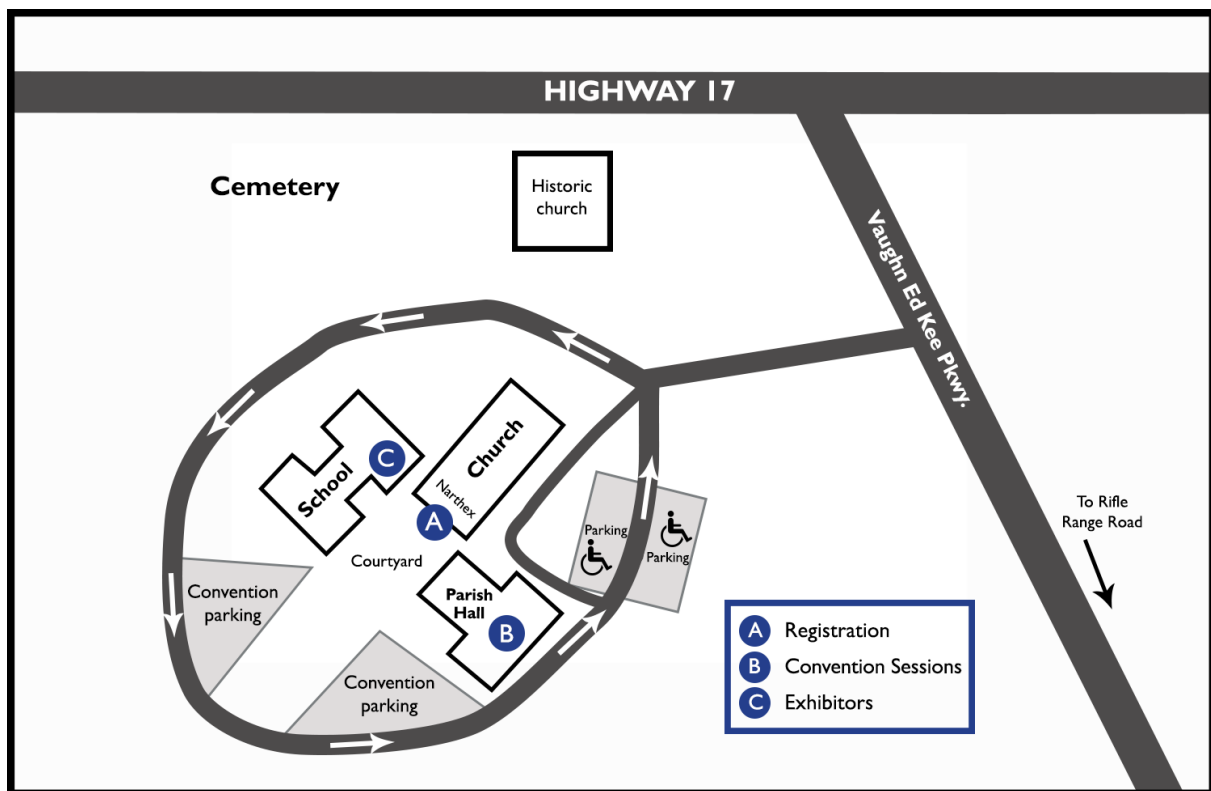 HIGHWAY 17
Cemetery
Historic
church
Vaughn Ed Kee Pkwy.
Church
Narthex
A
School
C
Courtyard
Parish
Hall
B
Parking
Parking
To Rifle
Range Road
Convention
parking
Convention
parking
A Registration
B Convention Sessions
C Exhibitors